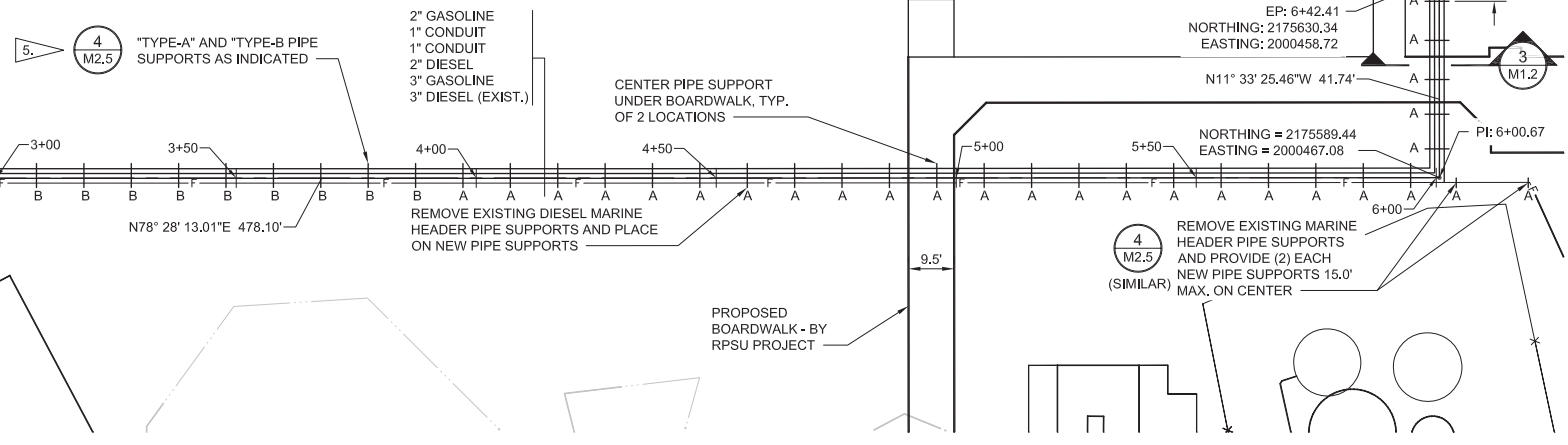 5.
4
M2.5
"TYPE-A" AND "TYPE-B PIPE
SUPPORTS AS INDICATED
2" GASOLINE
1" CONDUIT
1" CONDUIT
2" DIESEL
3" GASOLINE
3" DIESEL (EXIST.)
CENTER PIPE SUPPORT
UNDER BOARDWALK, TYP.
OF 2 LOCATIONS
EP: 6+42.41
NORTHING: 2175630.34
EASTING: 2000458.72
N11° 33' 25.46"W 41.74'
3
M1.2
NORTHING = 2175589.44
EASTING = 2000467.08
PI: 6+00.67
A
A
A
A
A
3+00
3+50
4+00
4+50
5+00
5+50
6+00
F F F F F F F F F
B B B B B B B B B A A A A A A A A A A A A A A A A A A A A A A A A
N78° 28' 13.01"E 478.10'
REMOVE EXISTING DIESEL MARINE
HEADER PIPE SUPPORTS AND PLACE
ON NEW PIPE SUPPORTS
9.5'
4
M2.5
(SIMILAR)
REMOVE EXISTING MARINE
HEADER PIPE SUPPORTS
AND PROVIDE (2) EACH
NEW PIPE SUPPORTS 15.0'
MAX. ON CENTER
PROPOSED
BOARDWALK - BY
RPSU PROJECT